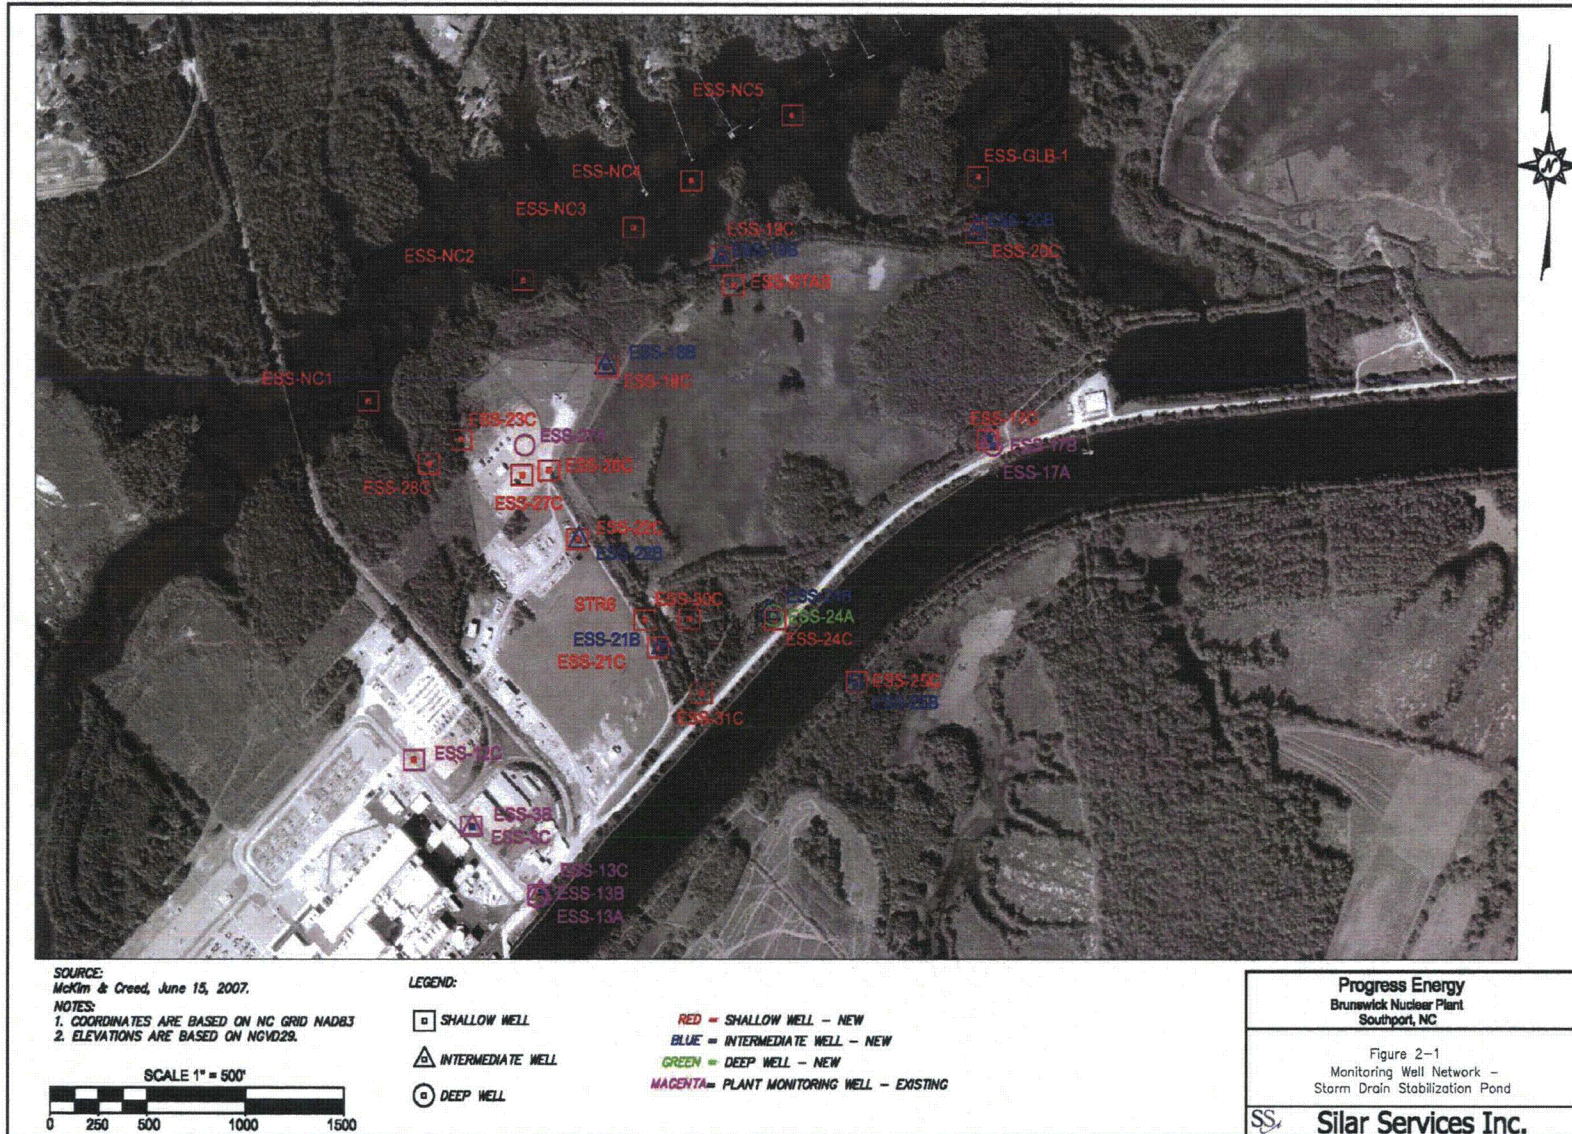 ESS-NC5
ESS-GLB-1
ESS-NC4
ESS-NC3
ESS-20B
ESS-19C
ESS-19B
ESS-20C
ESS-NC2
ESS-STAB
ESS-18B
ESS-NC1
ESS-18C
ESS-23C
ESS-17C
ESS-17B
ESS-17A
ESS-28C
ESS-27C
ESS-22C
ESS-22B
STR6
ESS-30C
ESS-24B
ESS-24A
ESS-24C
ESS-21B
ESS-21C
ESS-25C
ESS-25B
ESS-31C
ESS-12C
ESS-3B
ESS-3C
ESS-13C
ESS-13B
ESS-13A
N
SOURCE:
McKim & Creed, June 15, 2007.
NOTES:
1. COORDINATES ARE BASED ON NC GRID NAD83
2. ELEVATIONS ARE BASED ON NGVD29.
SCALE 1" = 500'
0 250 500 1000 1500
LEGEND:
SHALLOW WELL
INTERMEDIATE WELL
DEEP WELL
RED = SHALLOW WELL - NEW
BLUE = INTERMEDIATE WELL - NEW
GREEN = DEEP WELL - NEW
MAGENTA= PLANT MONITORING WELL - EXISTING
Progress Energy
Brunswick Nuclear Plant
Southport, NC
Figure 2-1
Monitoring Well Network -
Storm Drain Stabilization Pond
SS
Silar Services Inc.